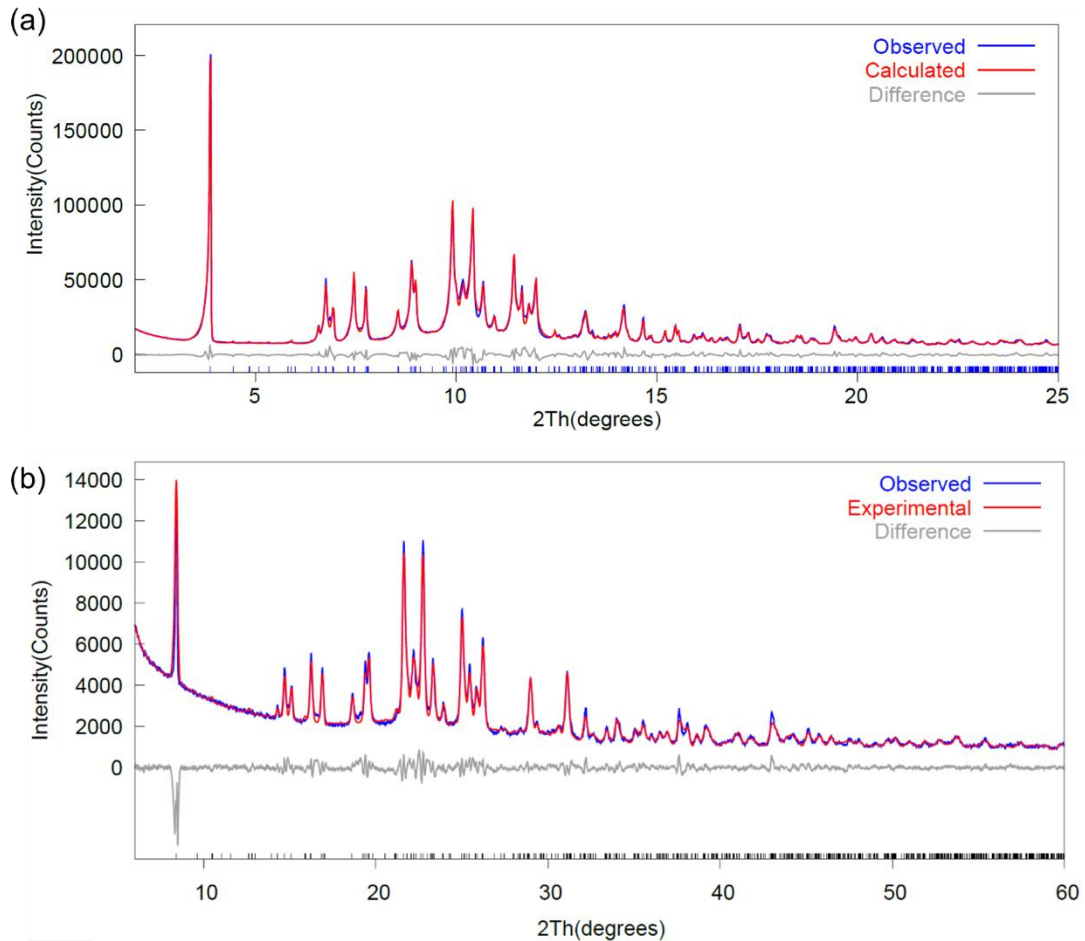 (a)
Observed
Calculated
Difference
Intensity(Counts)
200000
150000
100000
50000
0
5 10 15 20 25
2Th(degrees)
(b)
Observed
Experimental
Difference
Intensity(Counts)
14000
12000
10000
8000
6000
4000
2000
0
10 20 30 40 50 60
2Th(degrees)